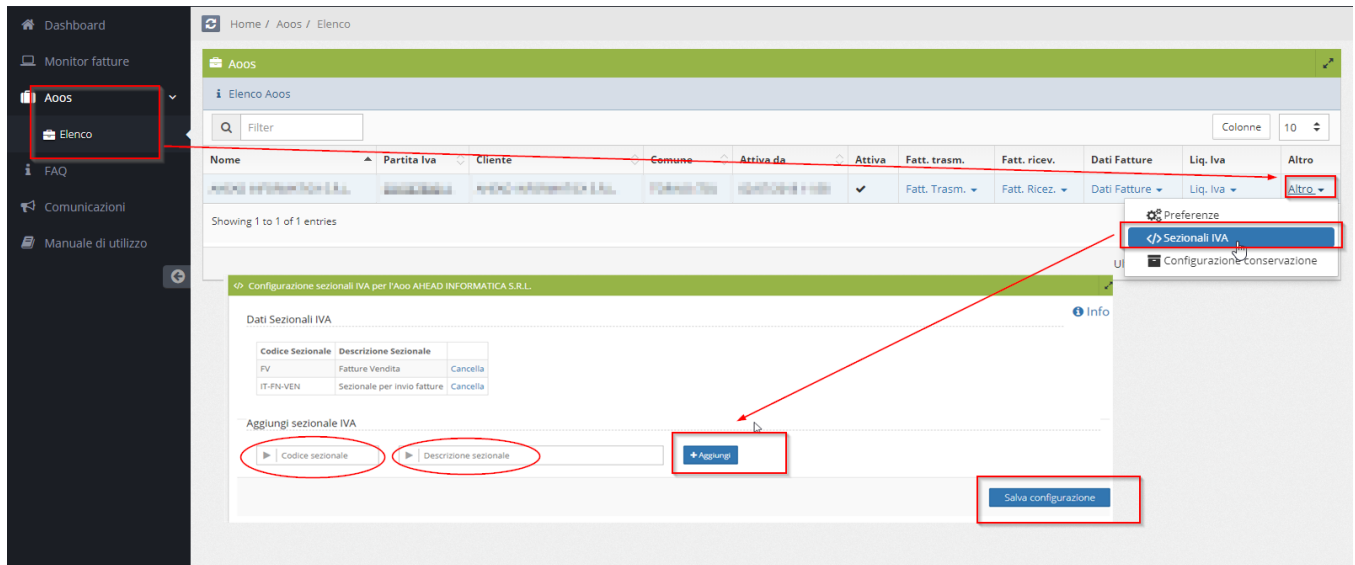 Dashboard
Monitor fatture
Aoos
Elenco
FAQ
Comunicazioni
Manuale di utilizzo
Home / Aoos / Elenco
Aoos
Elenco Aoos
Filter
Colonne 10
Nome Partita Iva Cliente Comune Attiva da Attiva Fatt. trasm. Fatt. ricev. Dati Fatture Liq. Iva Altro
Fatt. Trasm. Fatt. Ricez. Dati Fatture Liq. Iva Altro
Showing 1 to 1 of 1 entries
Preferenze
Sezionali IVA
Configurazione conservazione
Configurazione sezionali IVA per l'Aoo AHEAD INFORMATICA S.R.L.
Info
Dati Sezionali IVA
Codice Sezionale Descrizione Sezionale
FV Fatture Vendita Cancella
IT-FN-VEN Sezionale per invio fatture Cancella
Aggiungi sezionale IVA
Codice sezionale Descrizione sezionale Aggiungi
Salva configurazione